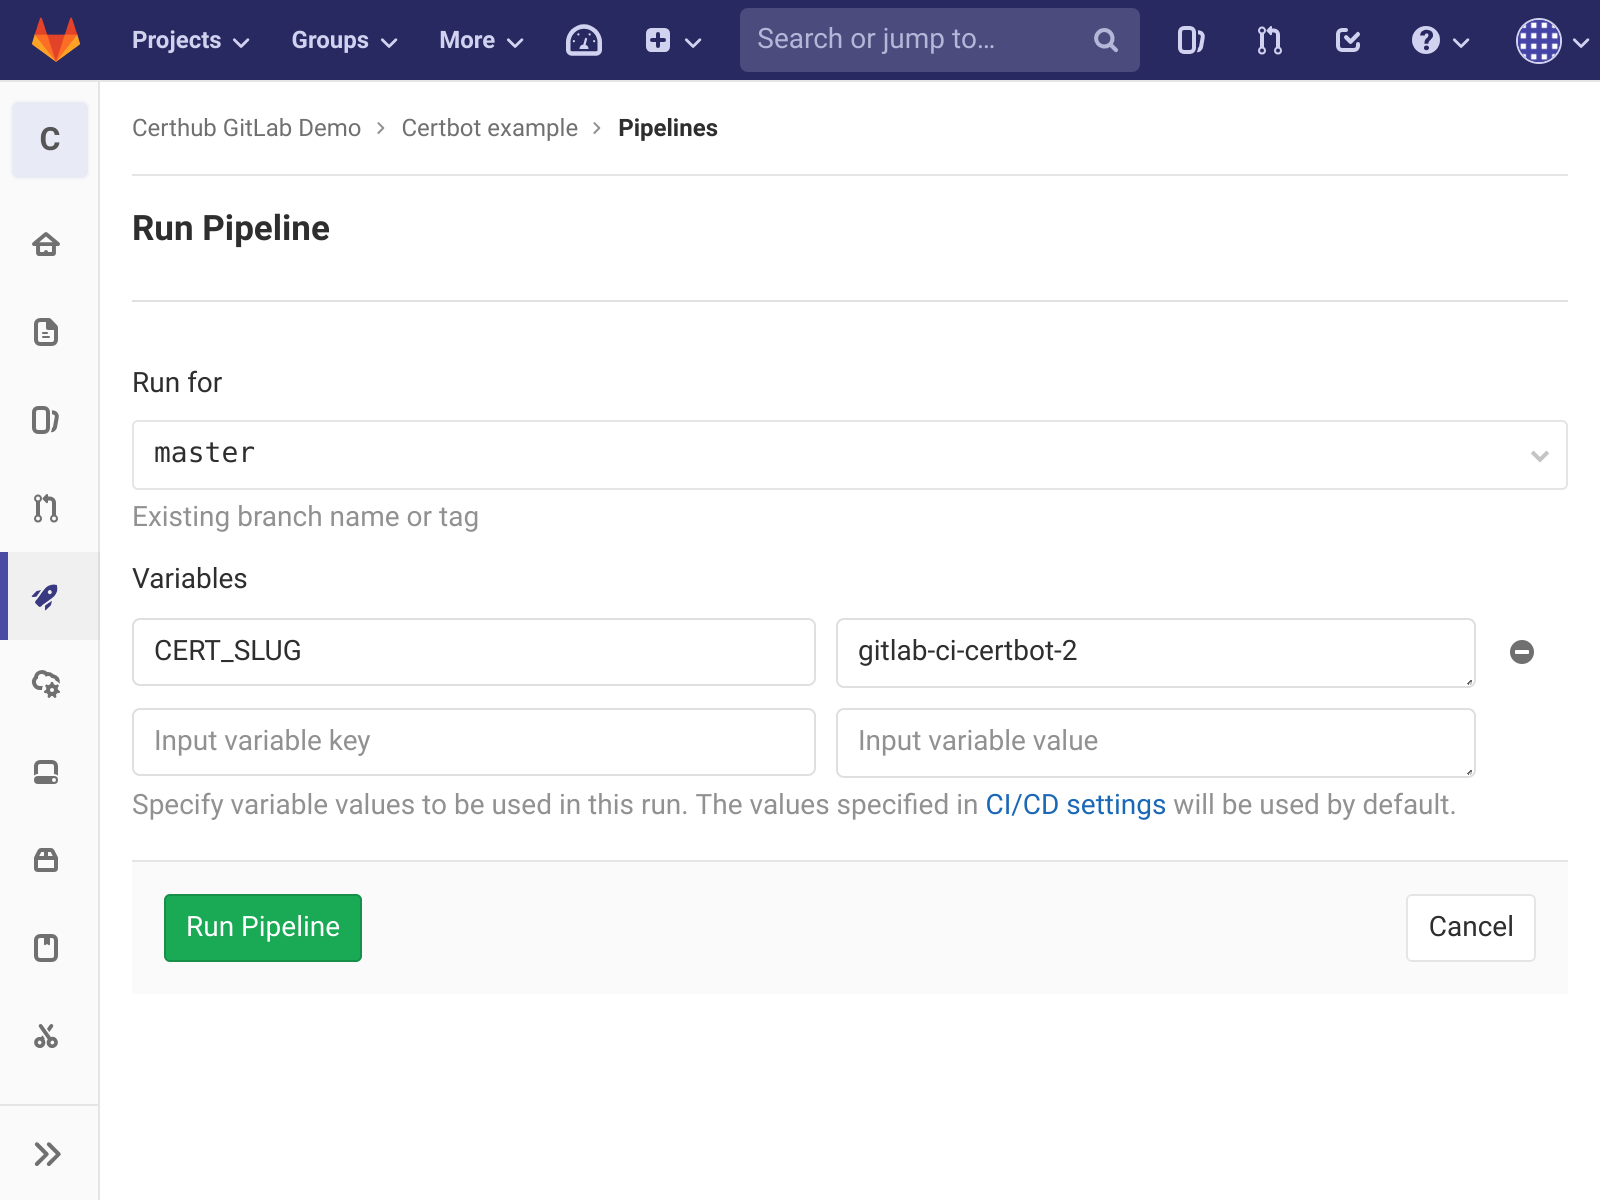 Projects Groups More Search or jump to...
C
Certhub GitLab Demo Certbot example Pipelines
Run Pipeline
Run for
master
Existing branch name or tag
Variables
CERT_SLUG gitlab-ci-certbot-2
Input variable key Input variable value
Specify variable values to be used in this run. The values specified in CI/CD settings will be used by default.
Run Pipeline Cancel